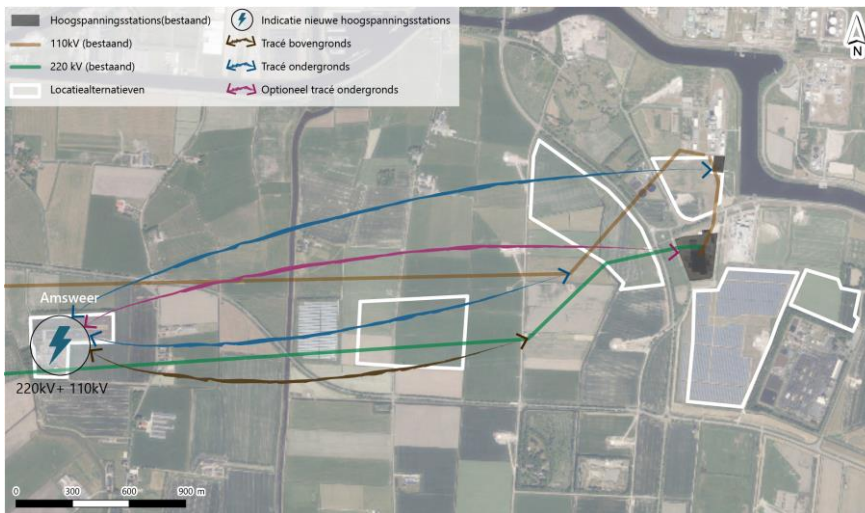 Hoogspanningsstations(bestaand)
110kV (bestaand)
220 kV (bestaand)
Locatiealternatieven
Indicatie nieuwe hoogspanningsstations
Tracé bovengronds
Tracé ondergronds
Optioneel tracé ondergronds
N
Amsweer
220kV+ 110kV
0 300 600 900 m